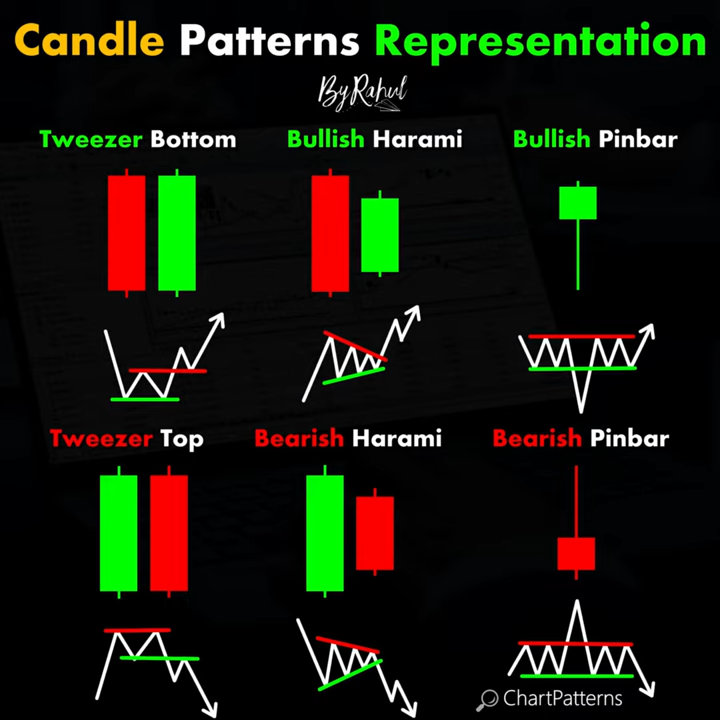 Candle Patterns Representation
By Rahul
Tweezer Bottom
Bullish Harami
Bullish Pinbar
Tweezer Top
Bearish Harami
Bearish Pinbar
ChartPatterns